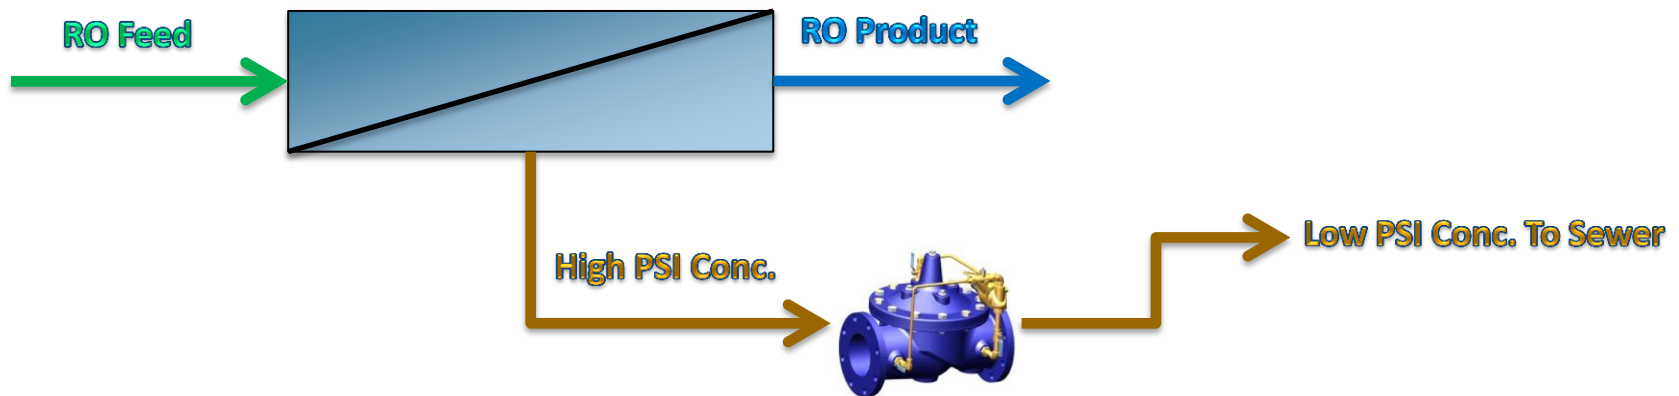 RO Feed
RO Product
High PSI Conc.
Low PSI Conc. To Sewer